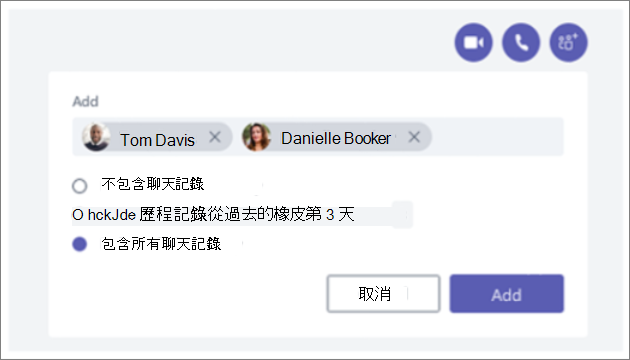 Add
Tom Davis
Danielle Booker
不包含聊天記錄
O hckJde 歷程記錄從過去的橡皮第 3 天
包含所有聊天記錄
取消
Add